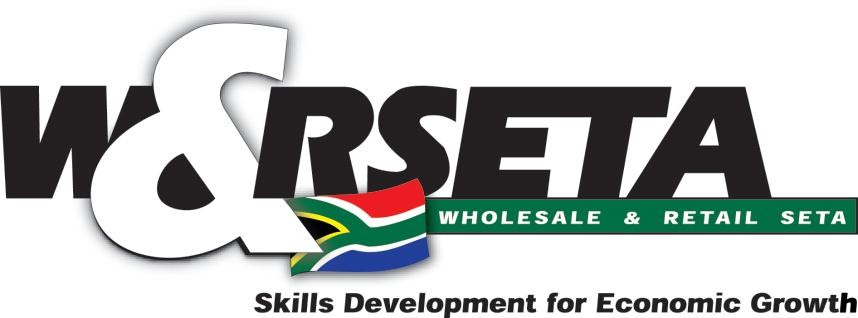 W&RSETA
WHOLESALE & RETAIL SETA
Skills Development for Economic Growth